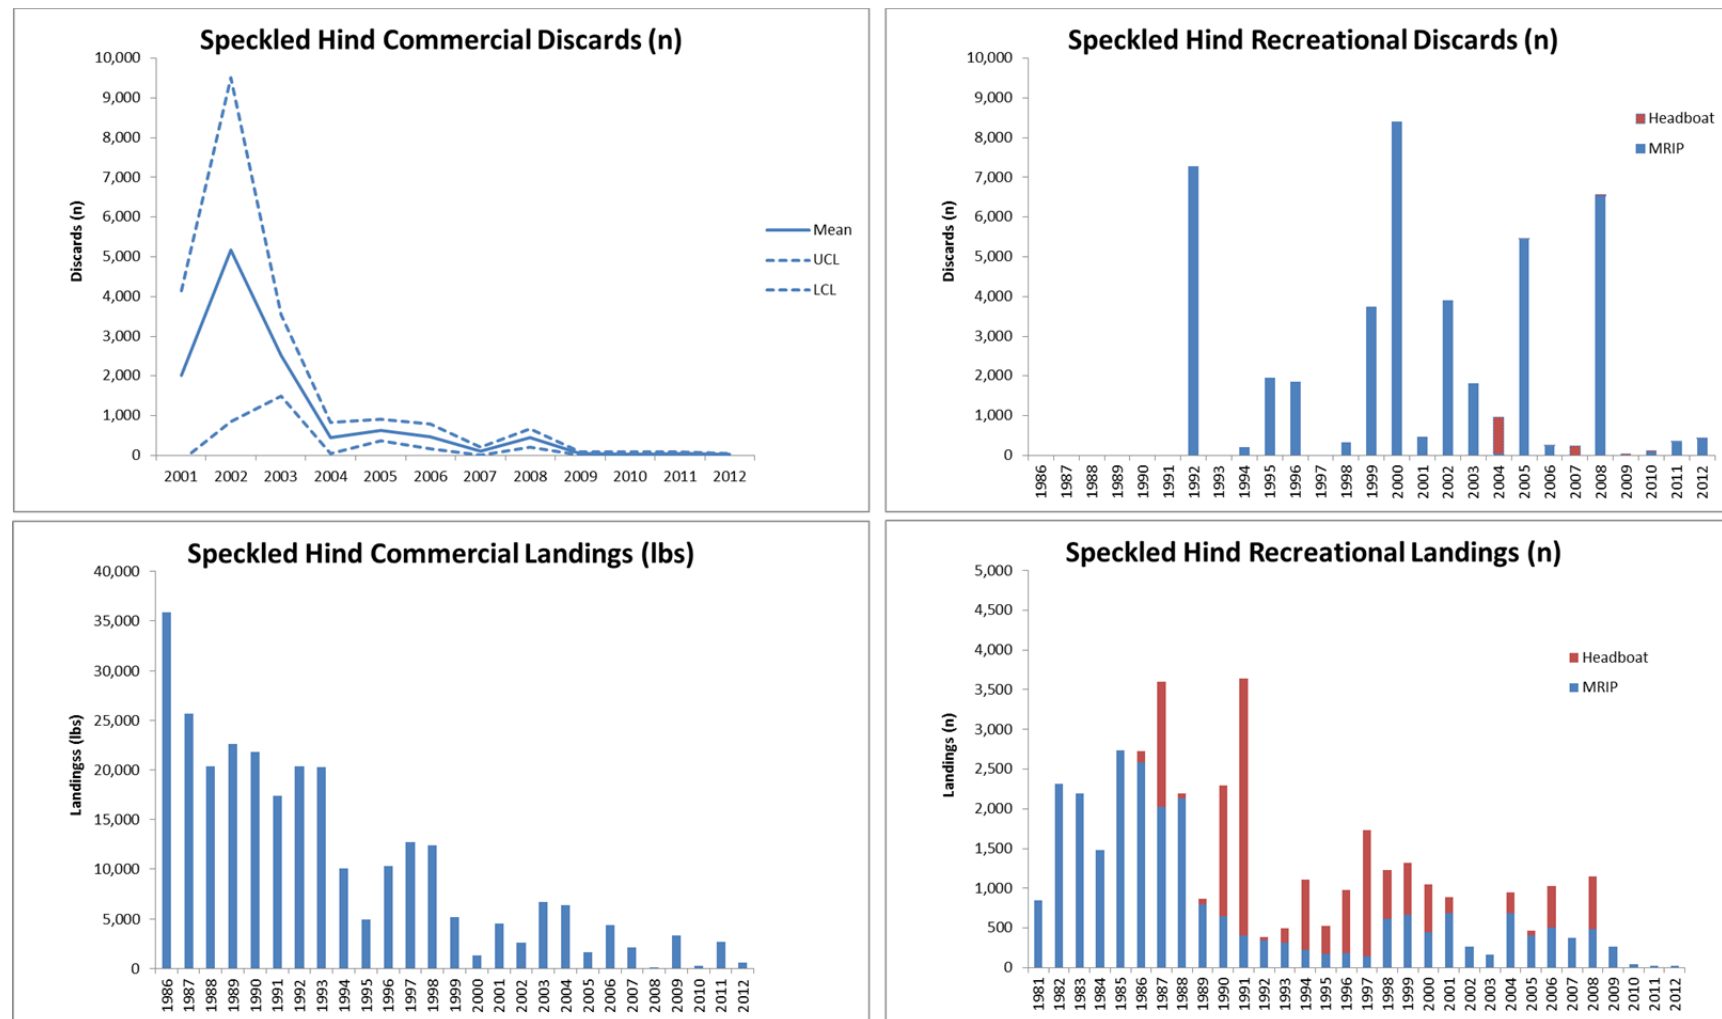 Speckled Hind Commercial Discards (n)
10,000
9,000
8,000
7,000
6,000
5,000
4,000
3,000
2,000
1,000
0
Discards (n)
2001 2002 2003 2004 2005 2006 2007 2008 2009 2010 2011 2012
Mean
UCL
LCL
Speckled Hind Recreational Discards (n)
10,000
9,000
8,000
7,000
6,000
5,000
4,000
3,000
2,000
1,000
0
Discards (n)
1986 1987 1988 1989 1990 1991 1992 1993 1994 1995 1996 1997 1998 1999 2000 2001 2002 2003 2004 2005 2006 2007 2008 2009 2010 2011 2012
Headboat
MRIP
Speckled Hind Commercial Landings (lbs)
40,000
35,000
30,000
25,000
20,000
15,000
10,000
5,000
0
Landingss (lbs)
1986 1987 1988 1989 1990 1991 1992 1993 1994 1995 1996 1997 1998 1999 2000 2001 2002 2003 2004 2005 2006 2007 2008 2009 2010 2011 2012
Speckled Hind Recreational Landings (n)
5,000
4,500
4,000
3,500
3,000
2,500
2,000
1,500
1,000
500
0
Landings (n)
1981 1982 1983 1984 1985 1986 1987 1988 1989 1990 1991 1992 1993 1994 1995 1996 1997 1998 1999 2000 2001 2002 2003 2004 2005 2006 2007 2008 2009 2010 2011 2012
Headboat
MRIP